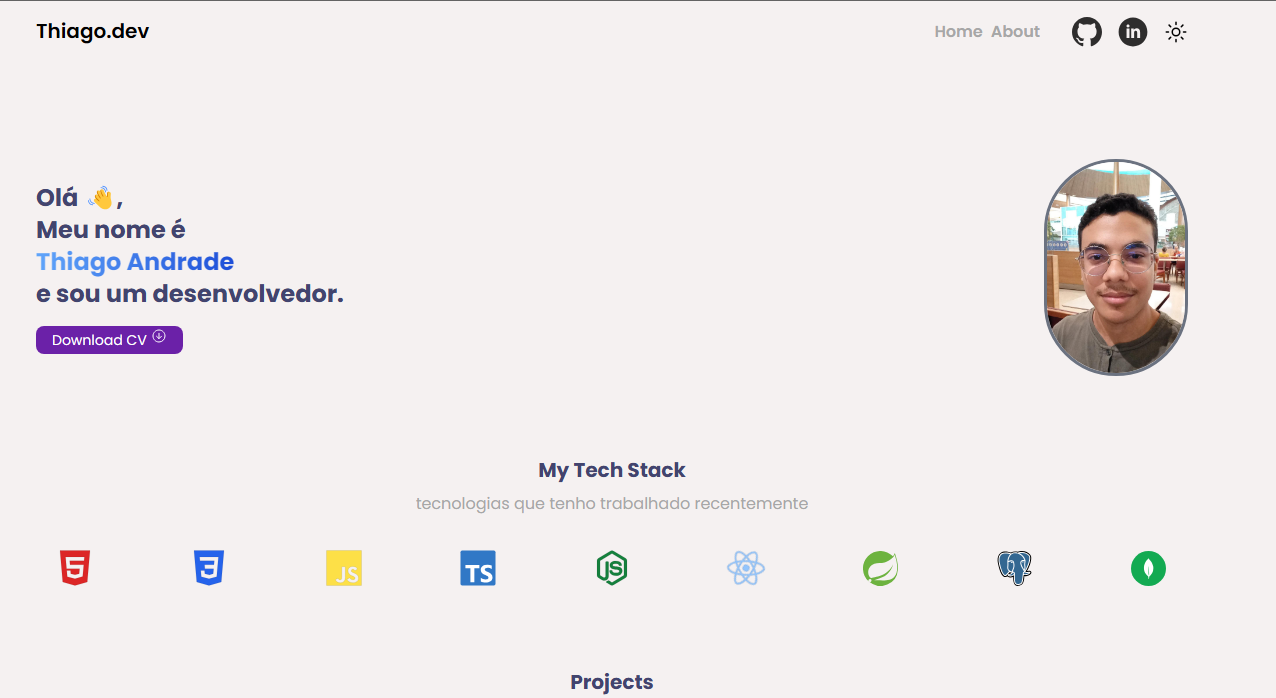 Thiago.dev
Home About
in
Olá 👋,
Meu nome é
Thiago Andrade
e sou um desenvolvedor.
Download CV
My Tech Stack
tecnologias que tenho trabalhado recentemente
5 3 JS TS JS
Projects